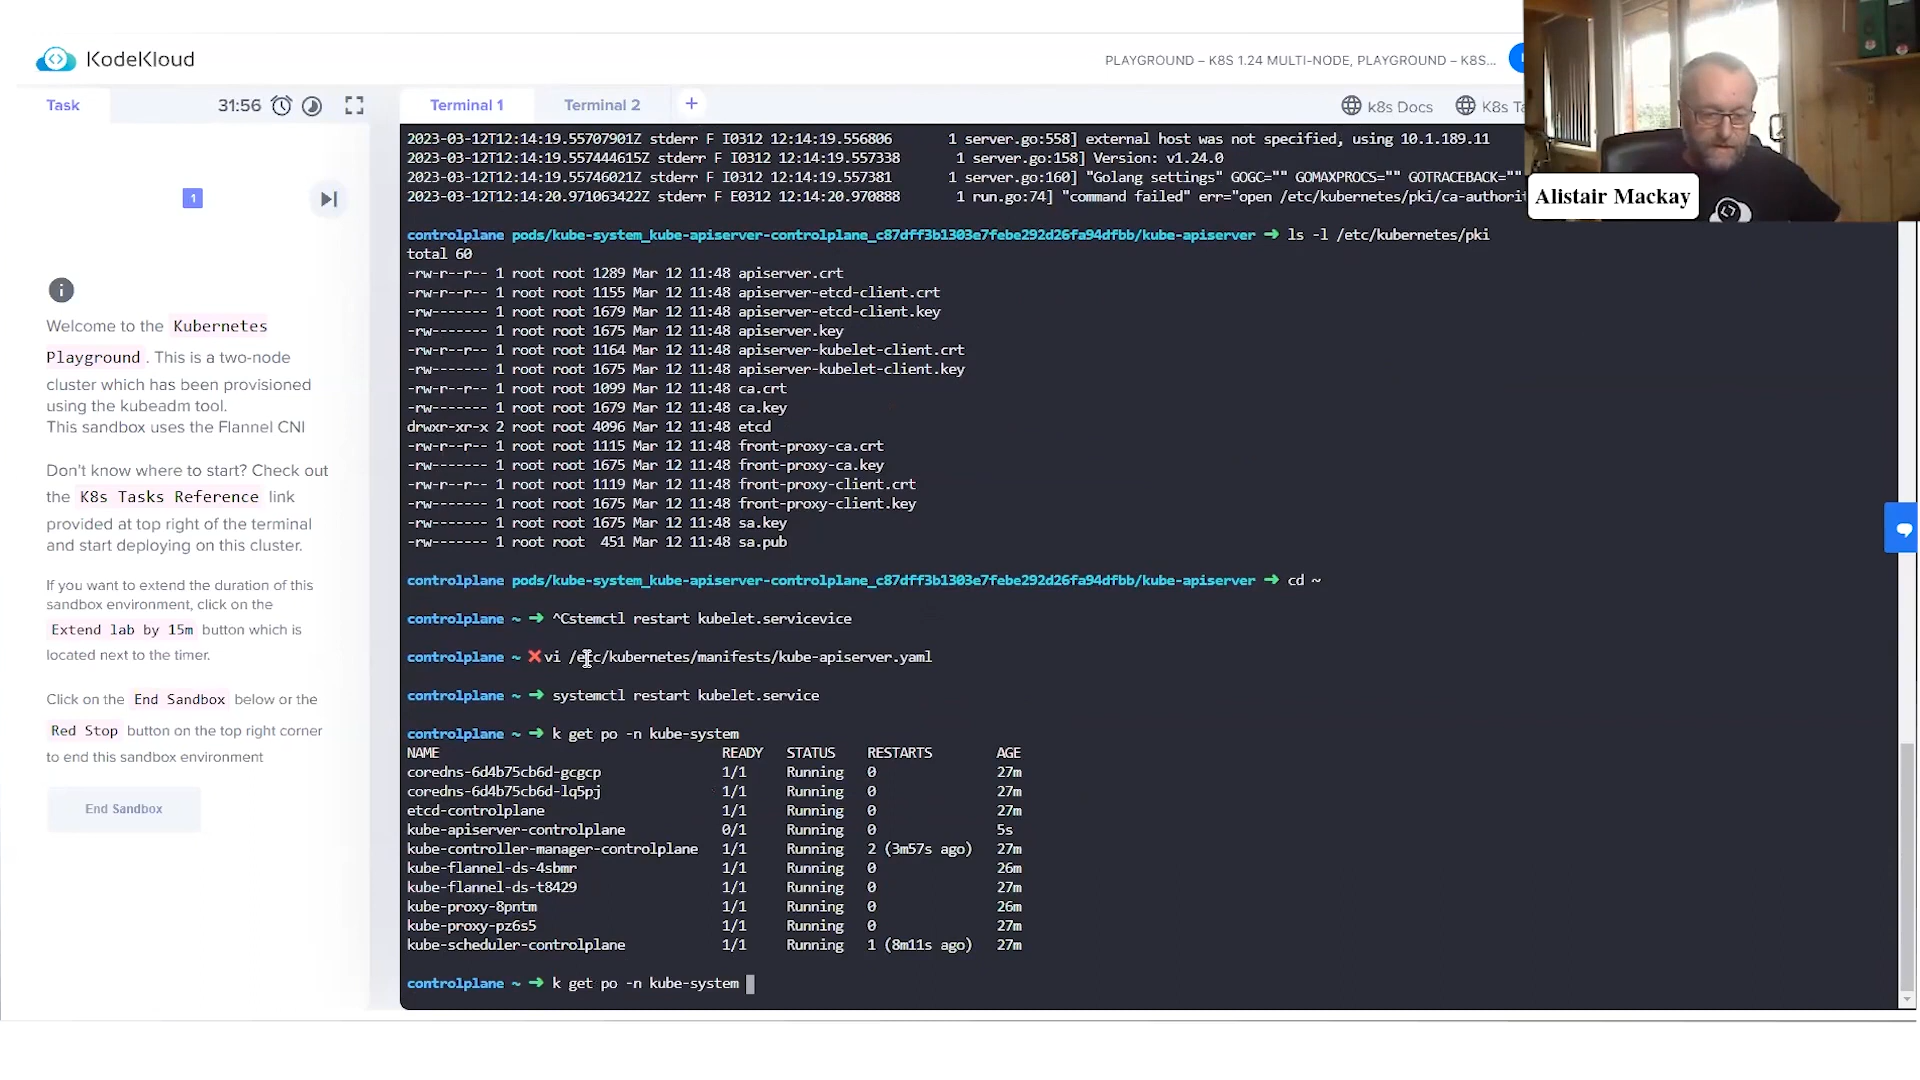 KodeKloud
PLAYGROUND – K8S 1.24 MULTI-NODE, PLAYGROUND – K8S...
Task
31:56
Terminal 1
Terminal 2
+
k8s Docs
K8s
1
Welcome to the Kubernetes
Playground. This is a two-node
cluster which has been provisioned
using the kubeadm tool.
This sandbox uses the Flannel CNI
Don't know where to start? Check out
the K8s Tasks Reference link
provided at top right of the terminal
and start deploying on this cluster.
If you want to extend the duration of this
sandbox environment, click on the
Extend lab by 15m button which is
located next to the timer.
Click on the End Sandbox below or the
Red Stop button on the top right corner
to end this sandbox environment
End Sandbox
2023-03-12T12:14:19.55707901Z stderr F I0312 12:14:19.556806 1 server.go:558] external host was not specified, using 10.1.189.11
2023-03-12T12:14:19.557444615Z stderr F I0312 12:14:19.557338 1 server.go:158] Version: v1.24.0
2023-03-12T12:14:19.55746021Z stderr F I0312 12:14:19.557381 1 server.go:160] "Golang settings" GOGC="" GOMAXPROCS="" GOTRACEBACK=""
2023-03-12T12:14:20.971063422Z stderr F E0312 12:14:20.970888 1 run.go:74] "command failed" err="open /etc/kubernetes/pki/ca-authorit
controlplane pods/kube-system_kube-apiserver-controlplane_c87dff3b1303e7febe292d26fa94dfbb/kube-apiserver ➜ ls -l /etc/kubernetes/pki
total 60
-rw-r--r-- 1 root root 1289 Mar 12 11:48 apiserver.crt
-rw-r--r-- 1 root root 1155 Mar 12 11:48 apiserver-etcd-client.crt
-rw------- 1 root root 1679 Mar 12 11:48 apiserver-etcd-client.key
-rw------- 1 root root 1675 Mar 12 11:48 apiserver.key
-rw-r--r-- 1 root root 1164 Mar 12 11:48 apiserver-kubelet-client.crt
-rw------- 1 root root 1675 Mar 12 11:48 apiserver-kubelet-client.key
-rw-r--r-- 1 root root 1099 Mar 12 11:48 ca.crt
-rw------- 1 root root 1679 Mar 12 11:48 ca.key
drwxr-xr-x 2 root root 4096 Mar 12 11:48 etcd
-rw-r--r-- 1 root root 1115 Mar 12 11:48 front-proxy-ca.crt
-rw------- 1 root root 1675 Mar 12 11:48 front-proxy-ca.key
-rw-r--r-- 1 root root 1119 Mar 12 11:48 front-proxy-client.crt
-rw------- 1 root root 1675 Mar 12 11:48 front-proxy-client.key
-rw------- 1 root root 1675 Mar 12 11:48 sa.key
-rw------- 1 root root 451 Mar 12 11:48 sa.pub
controlplane pods/kube-system_kube-apiserver-controlplane_c87dff3b1303e7febe292d26fa94dfbb/kube-apiserver ➜ cd ~
controlplane ~ ➜ ^Cstemctl restart kubelet.servicevice
controlplane ~ ✖ vi /etc/kubernetes/manifests/kube-apiserver.yaml
controlplane ~ ➜ systemctl restart kubelet.service
controlplane ~ ➜ k get po -n kube-system
NAME READY STATUS RESTARTS AGE
coredns-6d4b75cb6d-gcgcp 1/1 Running 0 27m
coredns-6d4b75cb6d-lq5pj 1/1 Running 0 27m
etcd-controlplane 1/1 Running 0 27m
kube-apiserver-controlplane 0/1 Running 0 5s
kube-controller-manager-controlplane 1/1 Running 2 (3m57s ago) 27m
kube-flannel-ds-4sbmr 1/1 Running 0 26m
kube-flannel-ds-t8429 1/1 Running 0 27m
kube-proxy-8pntm 1/1 Running 0 26m
kube-proxy-pz6s5 1/1 Running 0 27m
kube-scheduler-controlplane 1/1 Running 1 (8m11s ago) 27m
controlplane ~ ➜ k get po -n kube-system
Alistair Mackay